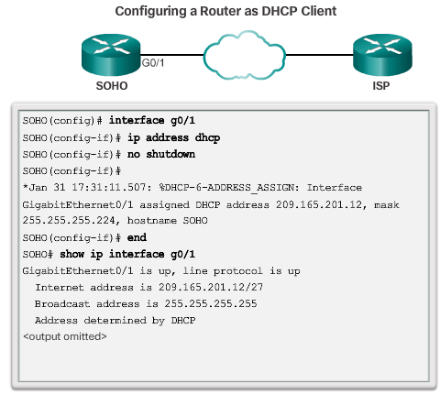 Configuring a Router as DHCP Client
G0/1
SOHO
ISP
SOHO(config)# interface g0/1
SOHO(config-if)# ip address dhcp
SOHO(config-if)# no shutdown
SOHO(config-if)#
*Jan 31 17:31:11.507: %DHCP-6-ADDRESS_ASSIGN: Interface
GigabitEthernet0/1 assigned DHCP address 209.165.201.12, mask
255.255.255.224, hostname SOHO
SOHO(config-if)# end
SOHO# show ip interface g0/1
GigabitEthernet0/1 is up, line protocol is up
Internet address is 209.165.201.12/27
Broadcast address is 255.255.255.255
Address determined by DHCP
<output omitted>